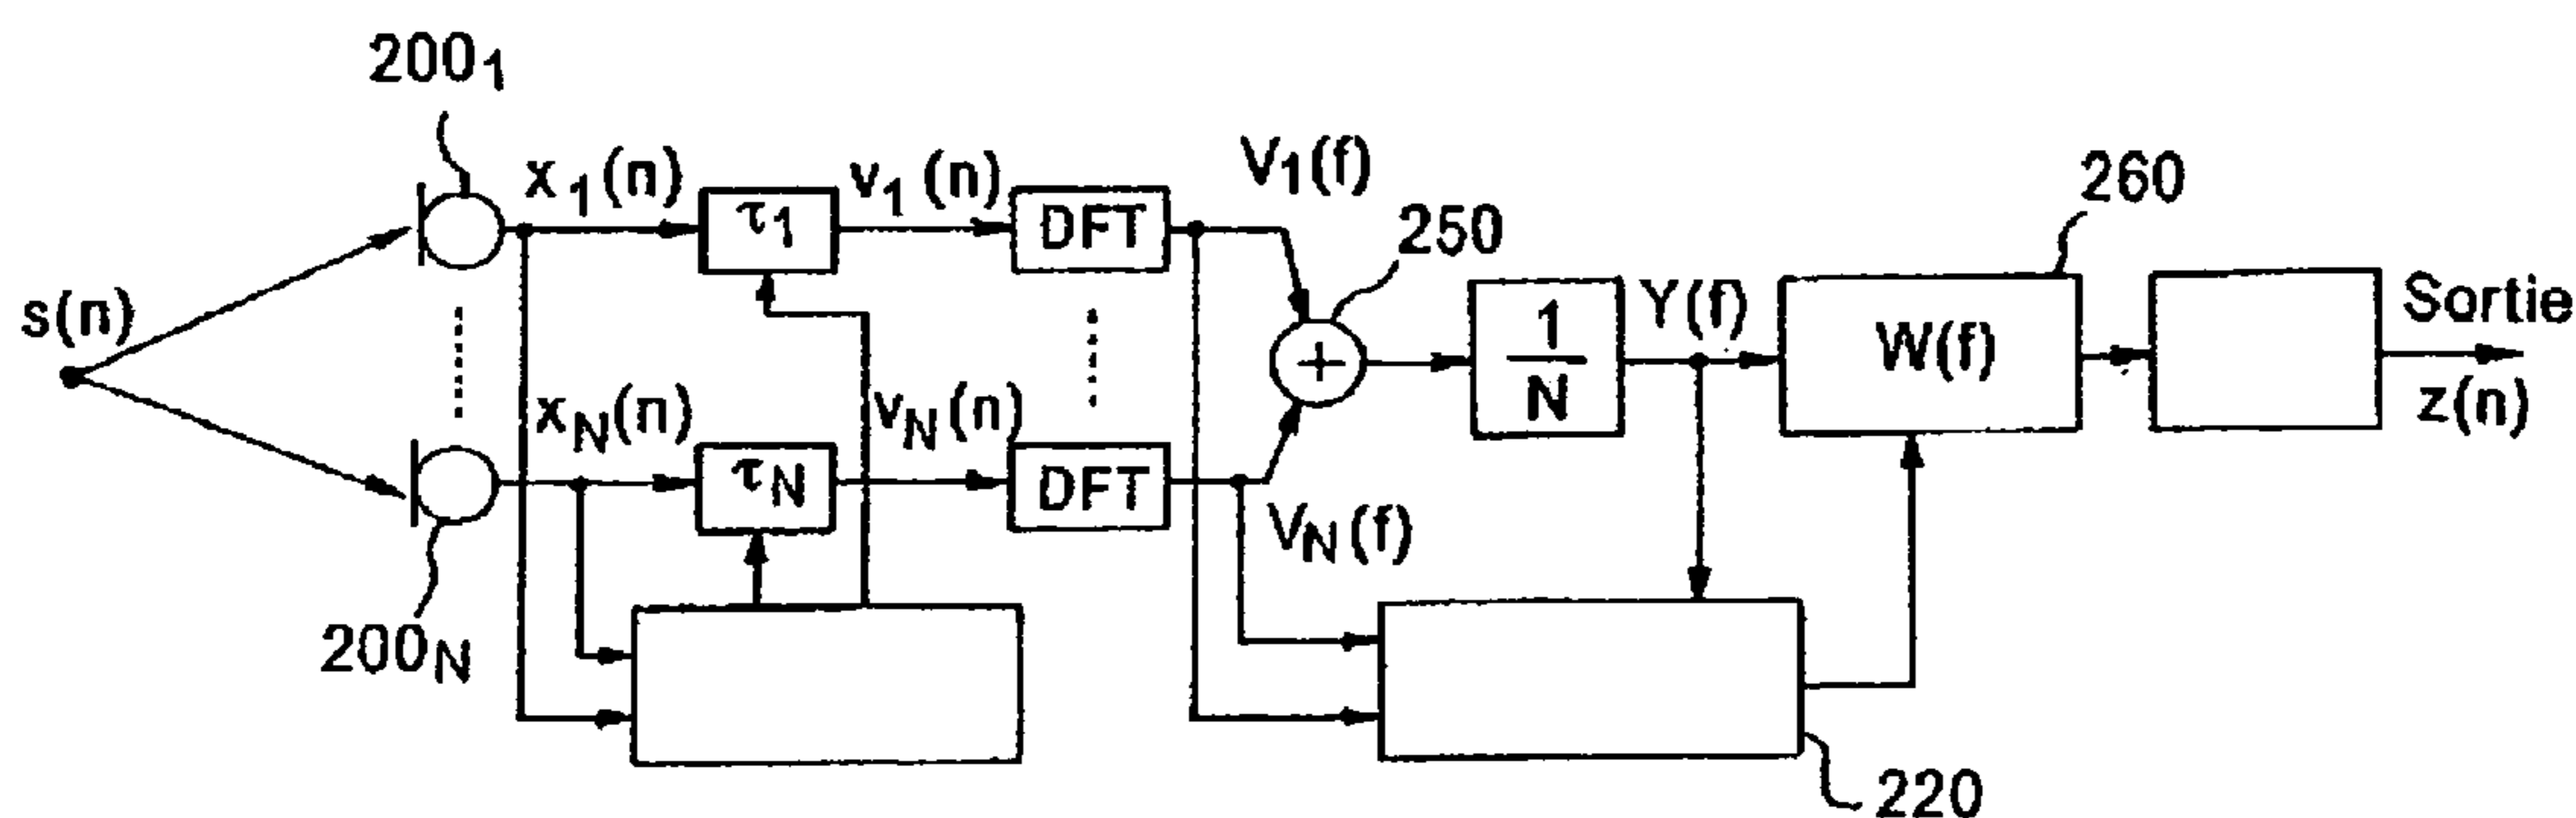 200₁
x₁(n)
τ₁
v₁(n)
DFT
V₁(f)
250
260
s(n)
1/N
Y(f)
W(f)
Sortie
z(n)
+
x_N(n)
τ_N
v_N(n)
DFT
V_N(f)
200_N
220